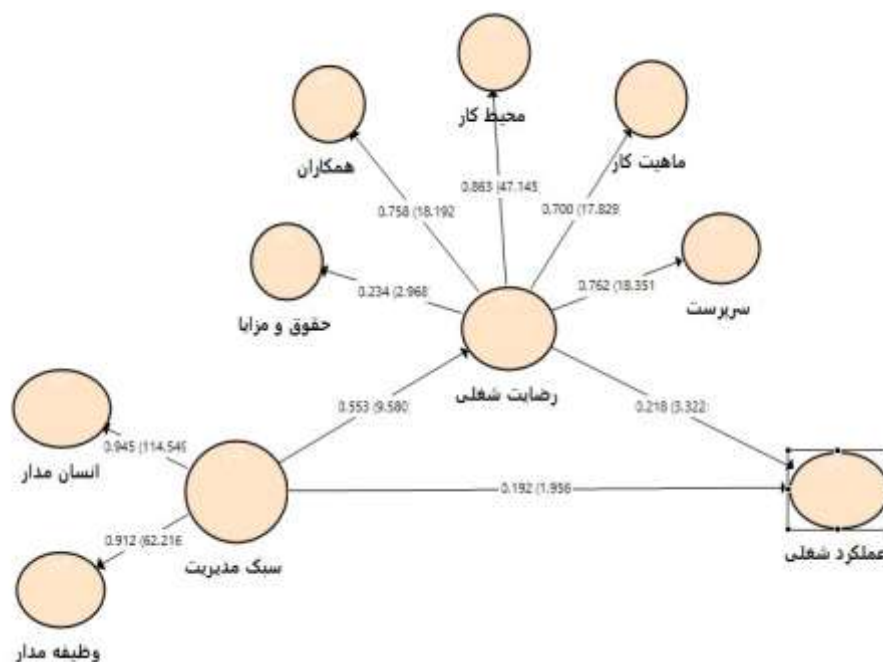 محیط کار
ماهیت کار
همکاران
0.863 (47.145
0.758 (18.192
0.700 (17.829
0.234 (2.968
0.762 (18.351
سرپرست
حقوق و مزایا
رضایت شغلی
0.553 (9.580
0.218 (3.322
0.945 (114.549
انسان مدار
0.192 (1.956
0.912 (62.216
عملکرد شغلی
سبک مدیریت
وظیفه مدار